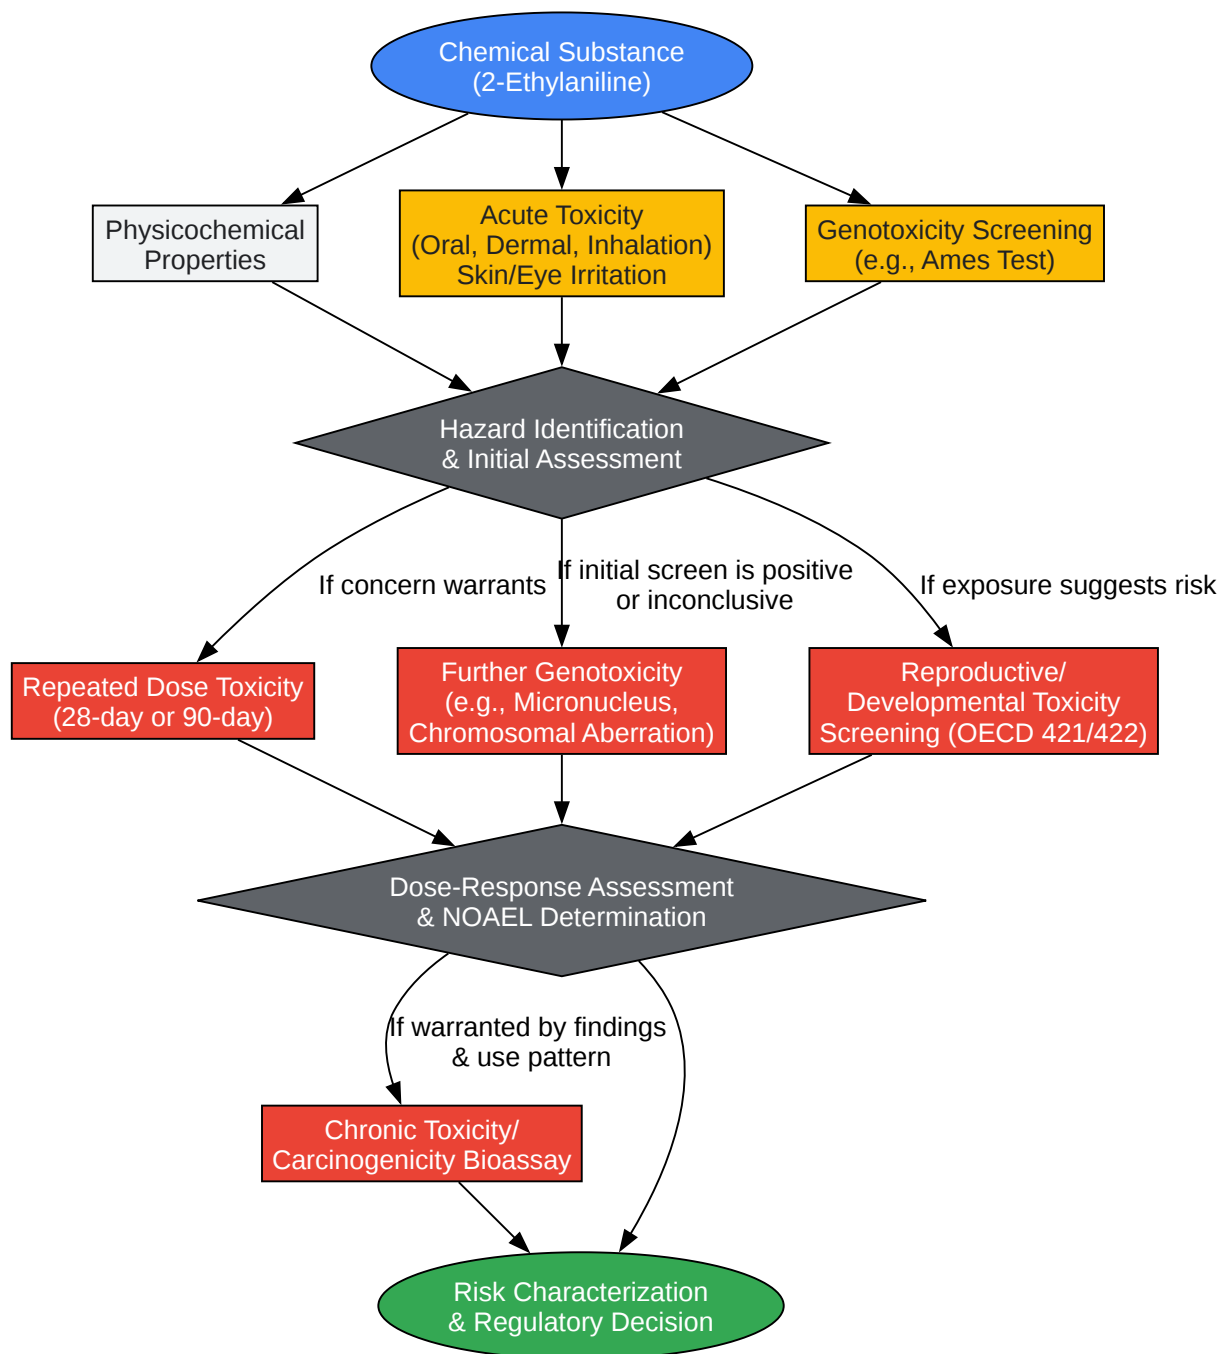 Chemical Substance
(2-Ethylaniline)
Physicochemical
Properties
Acute Toxicity
(Oral, Dermal, Inhalation)
Skin/Eye Irritation
Genotoxicity Screening
(e.g., Ames Test)
Hazard Identification
& Initial Assessment
If concern warrants
If initial screen is positive
or inconclusive
If exposure suggests risk
Repeated Dose Toxicity
(28-day or 90-day)
Further Genotoxicity
(e.g., Micronucleus,
Chromosomal Aberration)
Reproductive/
Developmental Toxicity
Screening (OECD 421/422)
Dose-Response Assessment
& NOAEL Determination
If warranted by findings
& use pattern
Chronic Toxicity/
Carcinogenicity Bioassay
Risk Characterization
& Regulatory Decision